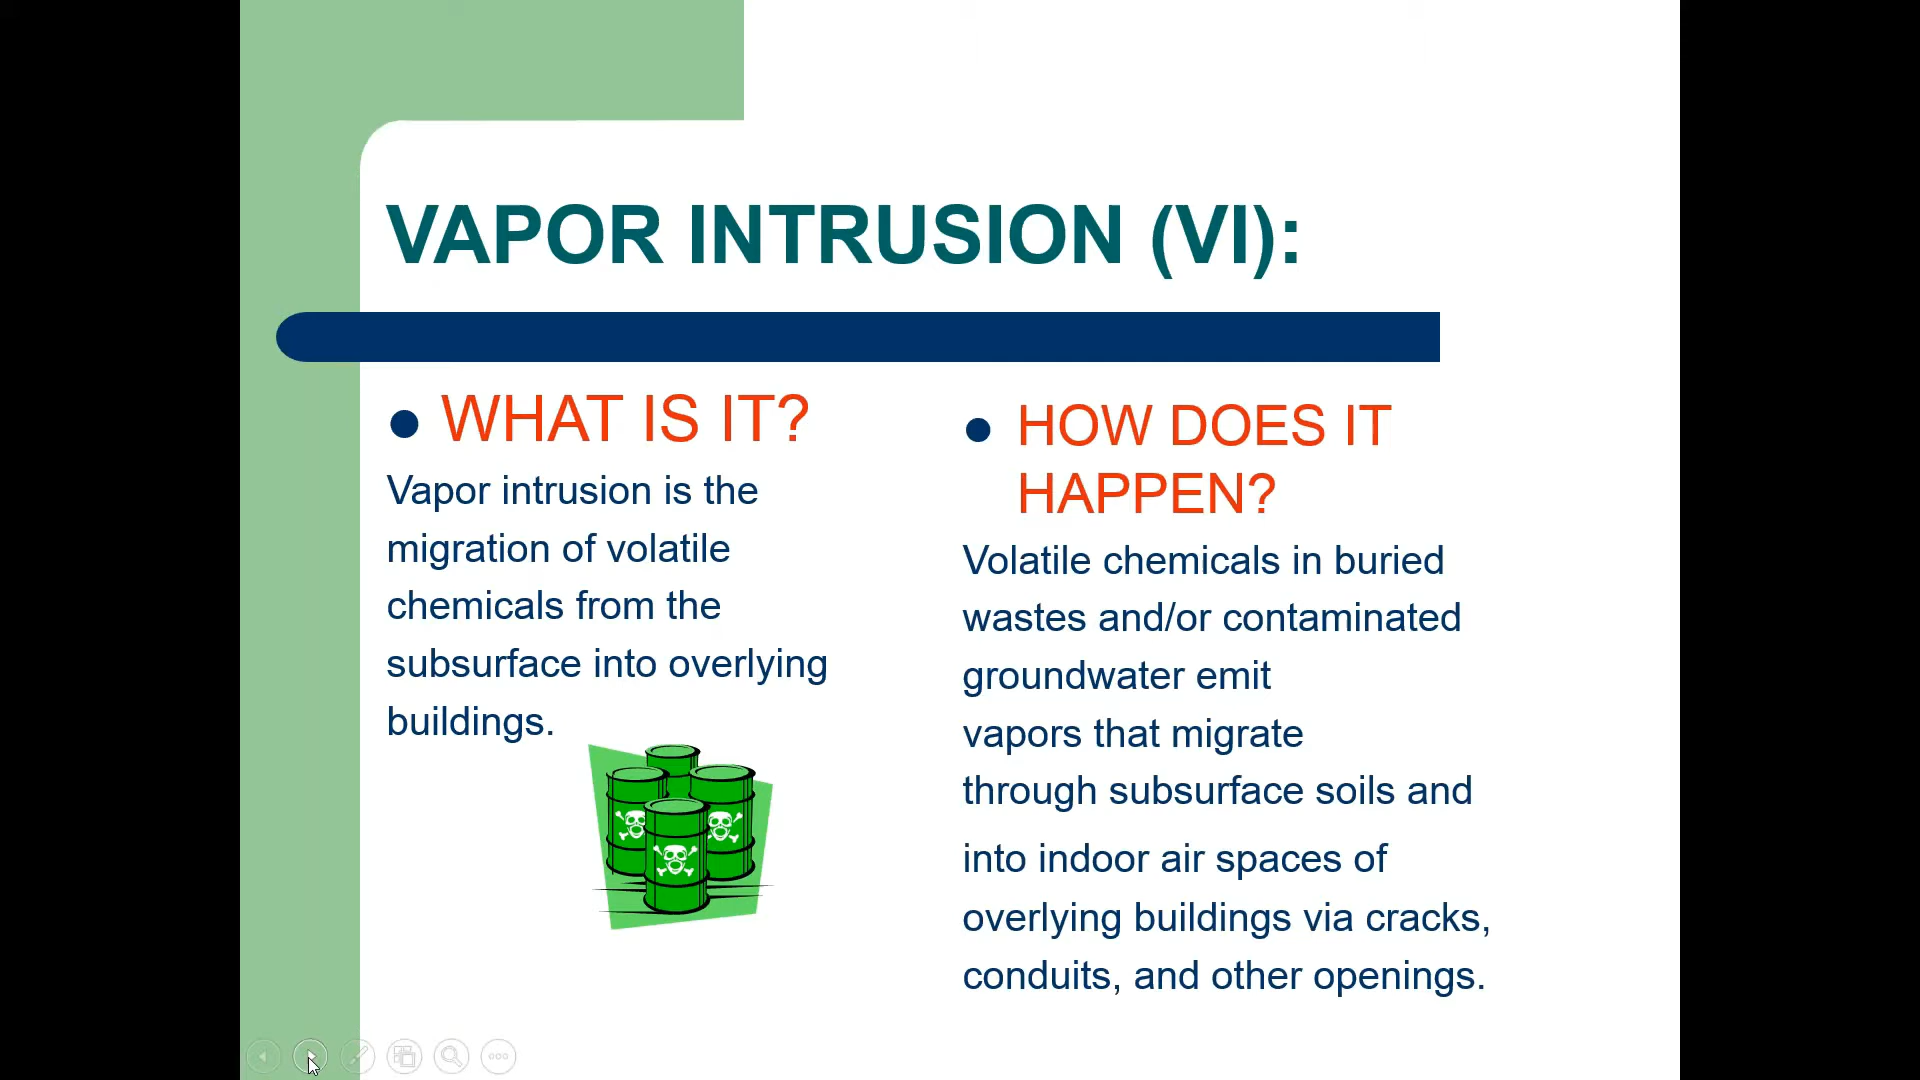 VAPOR INTRUSION (VI):
WHAT IS IT?
Vapor intrusion is the
migration of volatile
chemicals from the
subsurface into overlying
buildings.
HOW DOES IT
HAPPEN?
Volatile chemicals in buried
wastes and/or contaminated
groundwater emit
vapors that migrate
through subsurface soils and
into indoor air spaces of
overlying buildings via cracks,
conduits, and other openings.